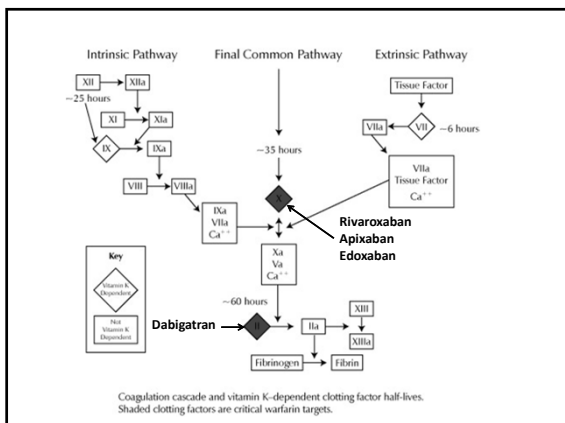 Intrinsic Pathway
Final Common Pathway
Extrinsic Pathway
XII
XIIa
~25 hours
XI
XIa
IX
IXa
VIII
VIIIa
IXa
VIIa
Ca++
Tissue Factor
VIIa
VII
~6 hours
VIIa
Tissue Factor
Ca++
~35 hours
X
Rivaroxaban
Apixaban
Edoxaban
Xa
Va
Ca++
~60 hours
Dabigatran
II
IIa
XIII
XIIIa
Fibrinogen
Fibrin
Key
Vitamin K
Dependent
Not
Vitamin K
Dependent
Coagulation cascade and vitamin K–dependent clotting factor half-lives.
Shaded clotting factors are critical warfarin targets.